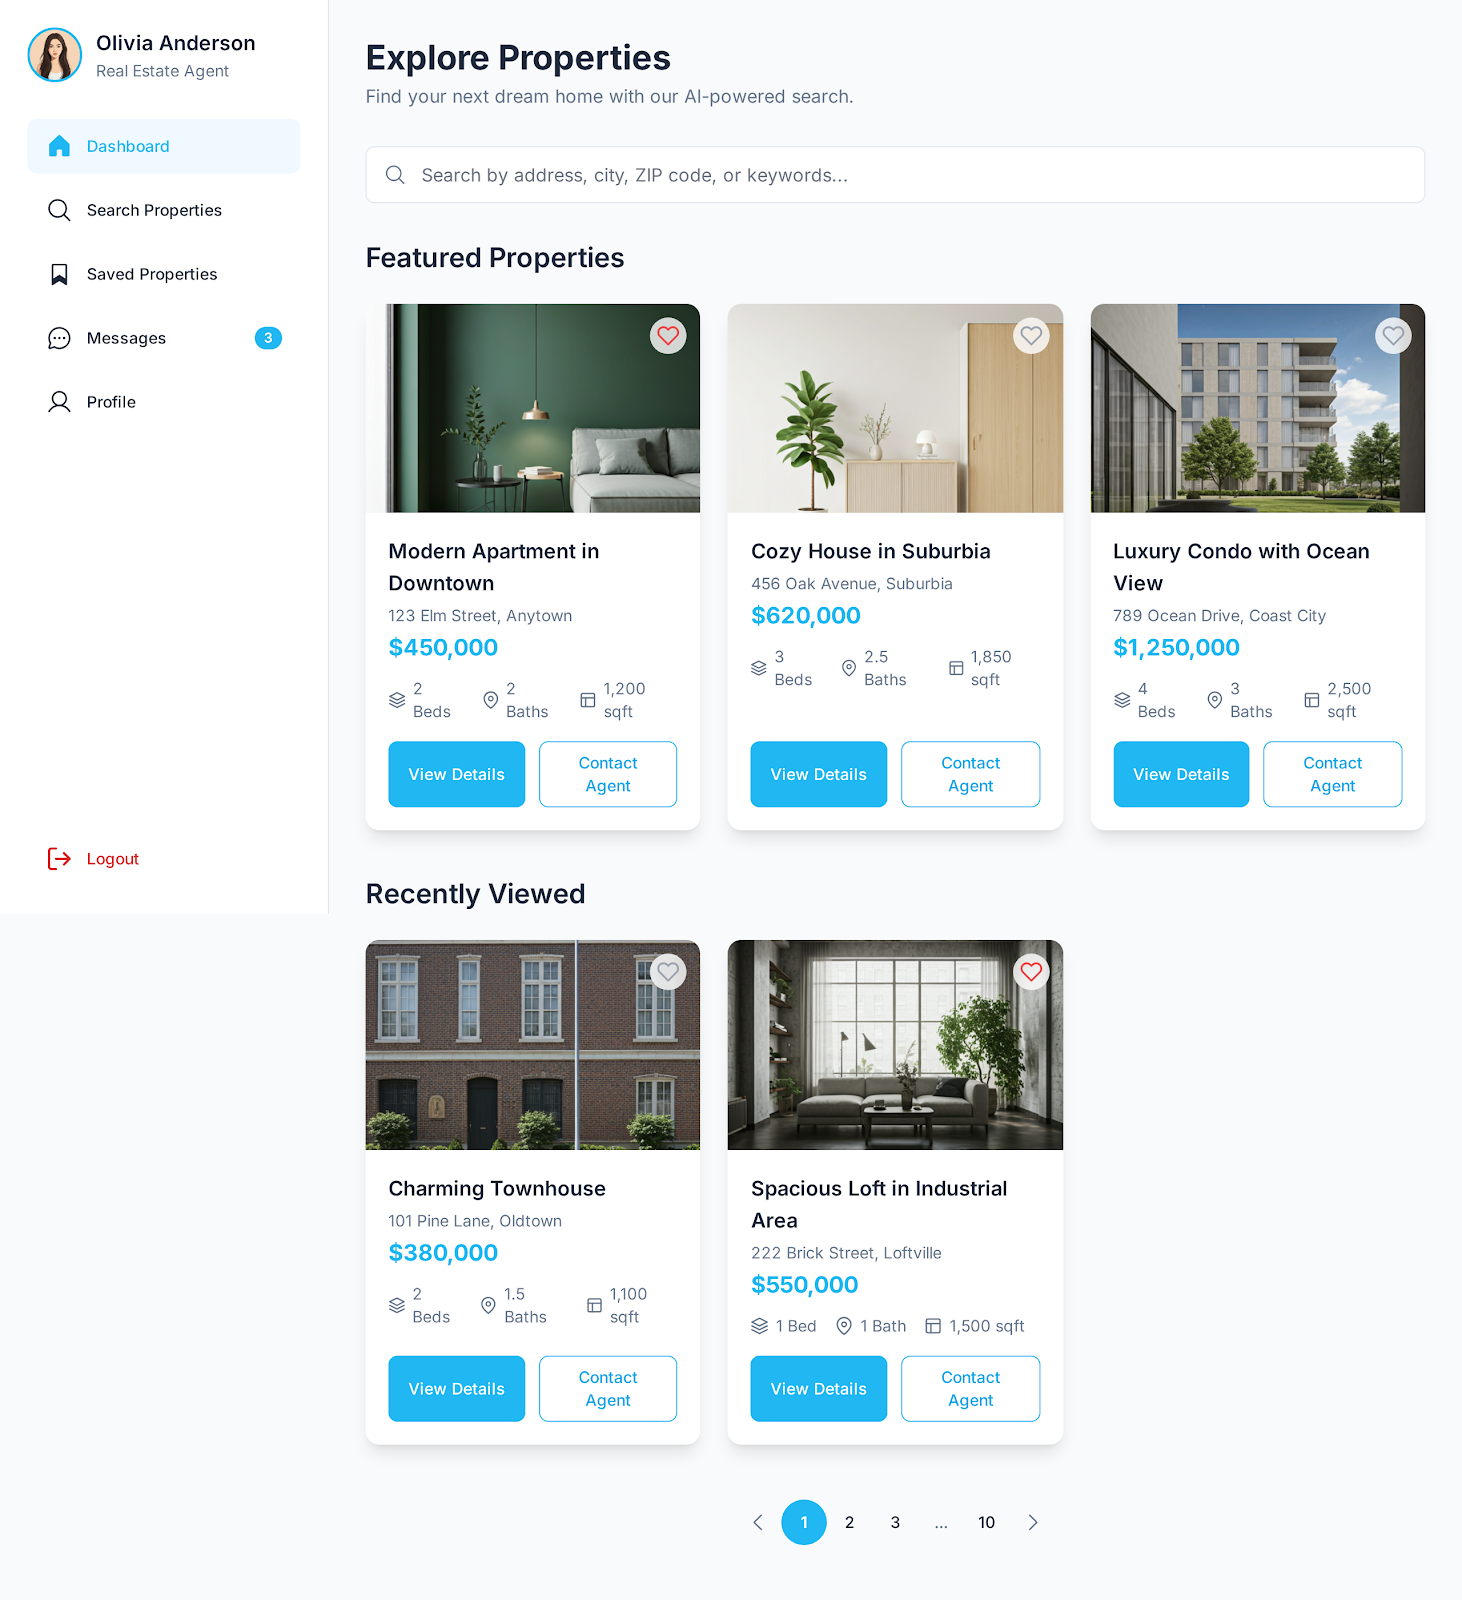 Olivia Anderson
Real Estate Agent
Dashboard
Search Properties
Saved Properties
Messages
3
Profile
Logout
Explore Properties
Find your next dream home with our AI-powered search.
Search by address, city, ZIP code, or keywords...
Featured Properties
Modern Apartment in
Downtown
123 Elm Street, Anytown
$450,000
2
Beds
2
Baths
1,200
sqft
View Details
Contact
Agent
Cozy House in Suburbia
456 Oak Avenue, Suburbia
$620,000
3
Beds
2.5
Baths
1,850
sqft
View Details
Contact
Agent
Luxury Condo with Ocean
View
789 Ocean Drive, Coast City
$1,250,000
4
Beds
3
Baths
2,500
sqft
View Details
Contact
Agent
Recently Viewed
Charming Townhouse
101 Pine Lane, Oldtown
$380,000
2
Beds
1.5
Baths
1,100
sqft
View Details
Contact
Agent
Spacious Loft in Industrial
Area
222 Brick Street, Loftville
$550,000
1 Bed
1 Bath
1,500 sqft
View Details
Contact
Agent
1 2 3 ... 10